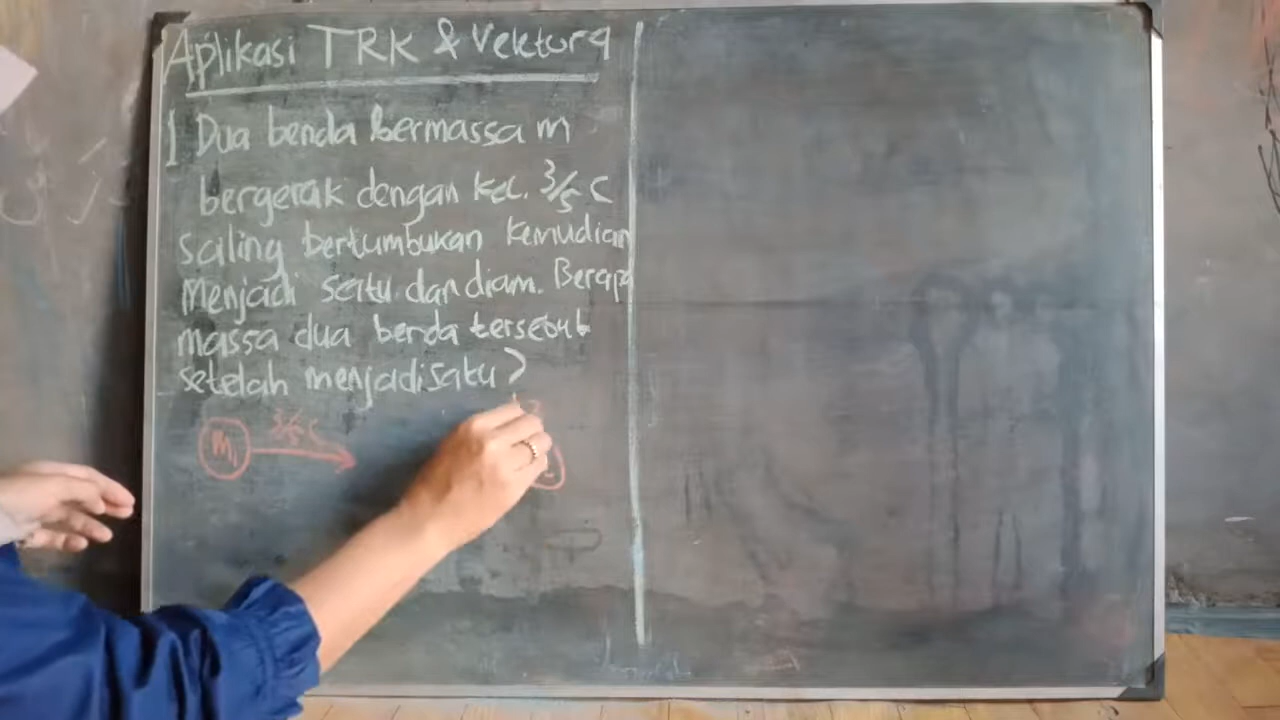 Aplikasi TRK & Vektor 4
1 Dua benda bermassa m
bergerak dengan kec. 3/5 c
saling bertumbukan kemudian
menjadi satu dan diam. Berapa
massa dua benda tersebut
setelah menjadi satu?
m₁ 3/5 c